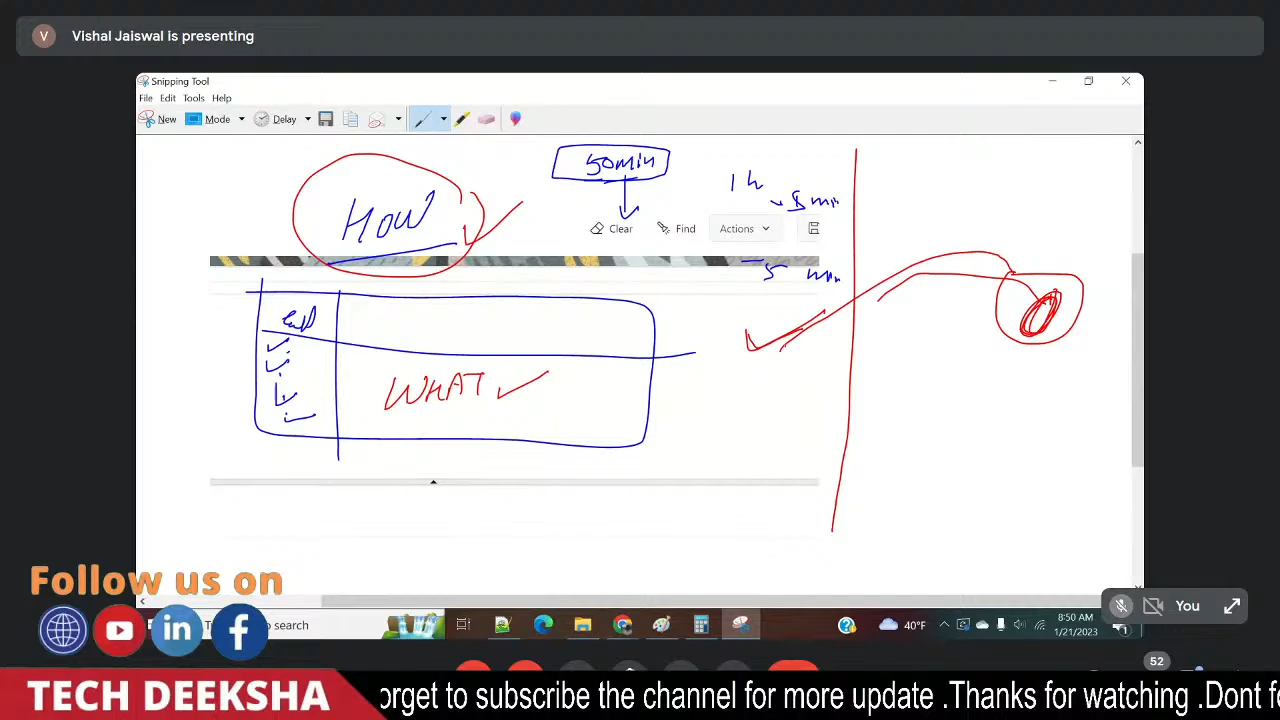 V
Vishal Jaiswal is presenting
Snipping Tool
File Edit Tools Help
New Mode Delay
50min
HOW
Clear Find Actions
5 min
WHAT
Follow us on
search
40°F
8:50 AM
1/21/2023
1
You
52
TECH DEEKSHA
orget to subscribe the channel for more update .Thanks for watching .Dont fo